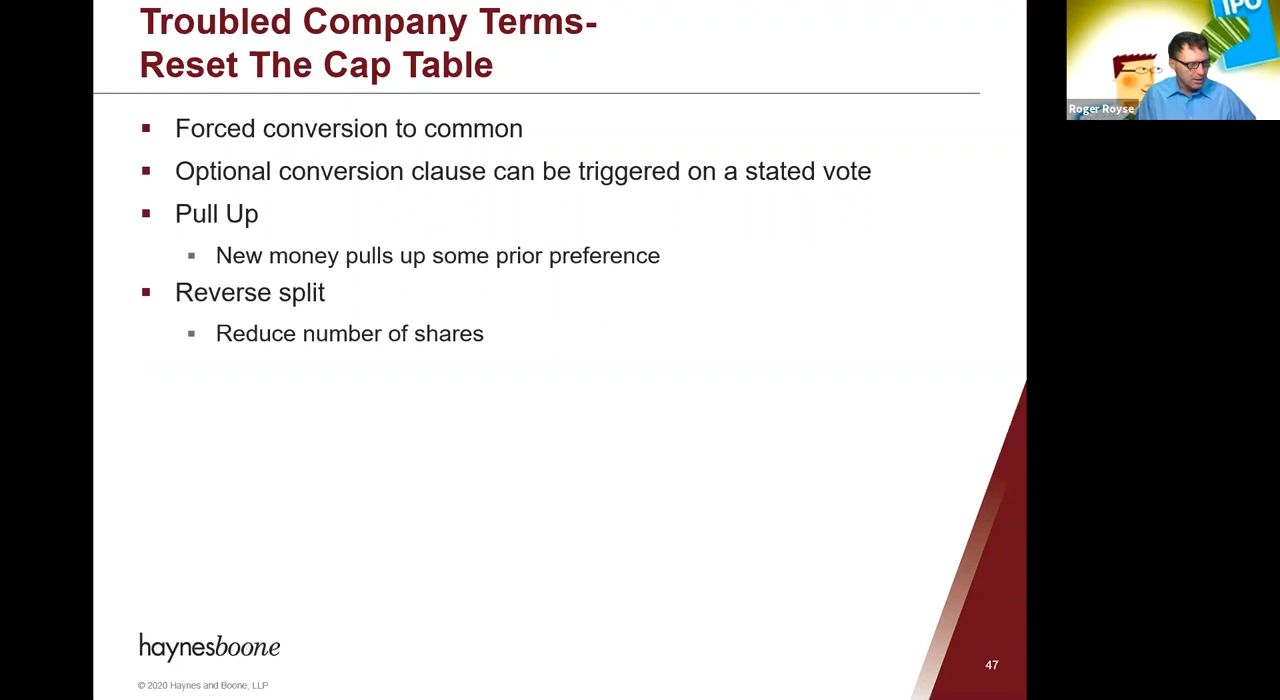 Troubled Company Terms-
Reset The Cap Table
Forced conversion to common
Optional conversion clause can be triggered on a stated vote
Pull Up
New money pulls up some prior preference
Reverse split
Reduce number of shares
haynesboone
© 2020 Haynes and Boone, LLP
47
IPO
Roger Royse